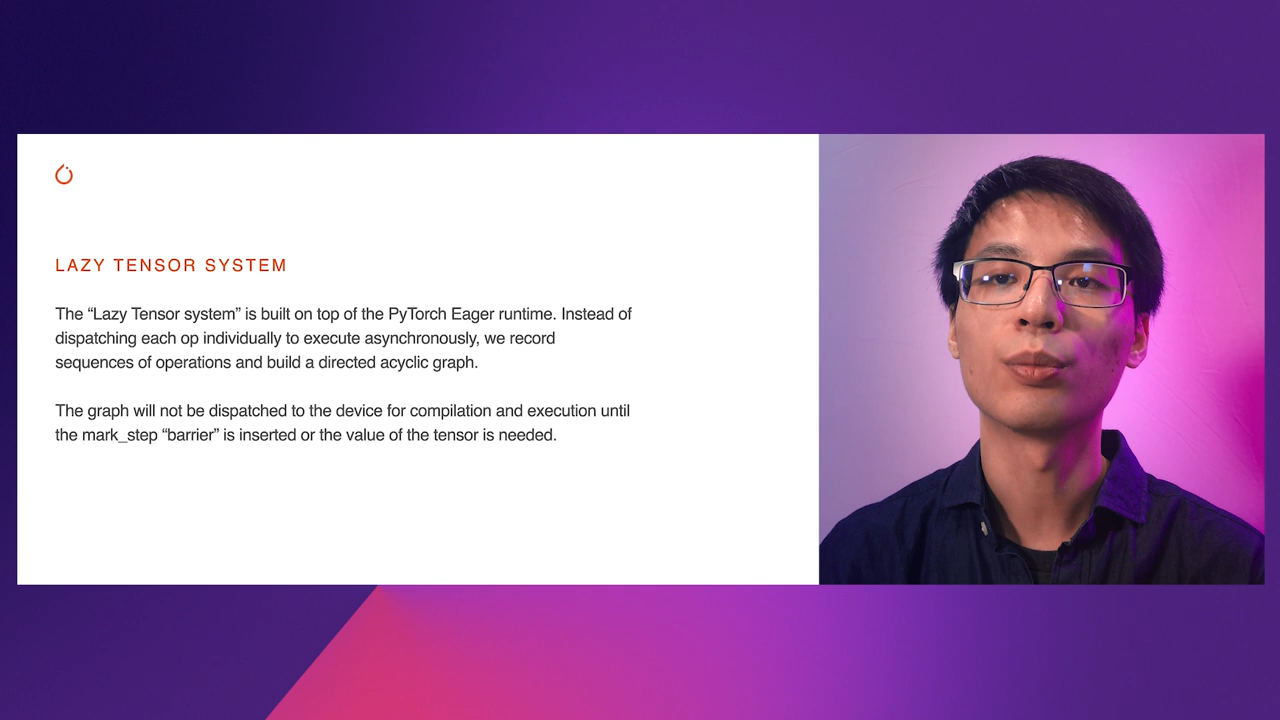 LAZY TENSOR SYSTEM
The “Lazy Tensor system” is built on top of the PyTorch Eager runtime. Instead of
dispatching each op individually to execute asynchronously, we record
sequences of operations and build a directed acyclic graph.
The graph will not be dispatched to the device for compilation and execution until
the mark_step “barrier” is inserted or the value of the tensor is needed.